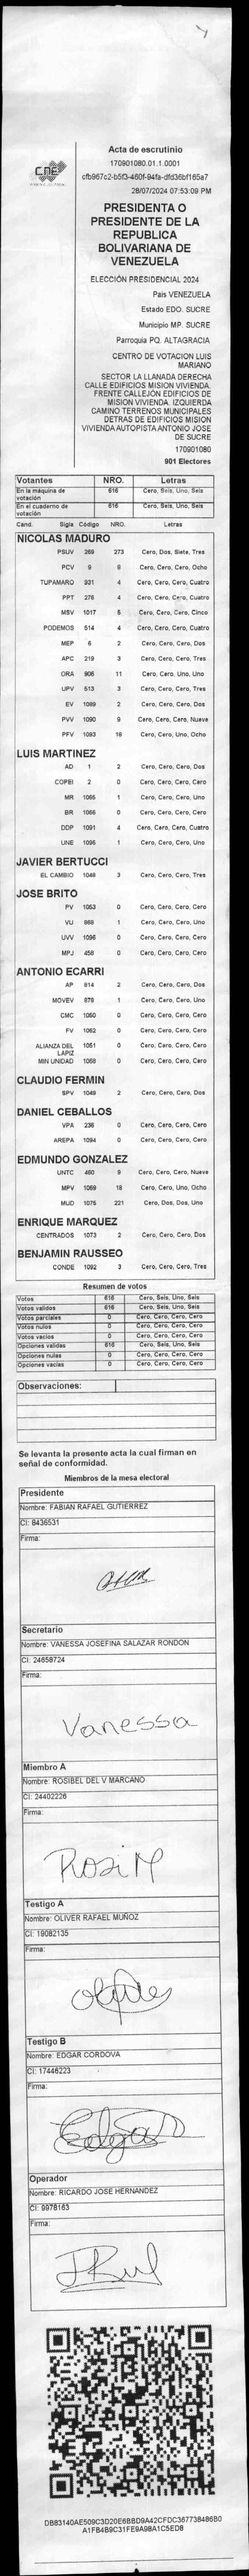 CNE
Acta de escrutinio
170901080.01.1.0001
cfb967c2-b5f3-460f-94fa-dfd36bf165a7
28/07/2024 07:53:09 PM
PRESIDENTA O
PRESIDENTE DE LA
REPUBLICA
BOLIVARIANA DE
VENEZUELA
ELECCIÓN PRESIDENCIAL 2024
Pais VENEZUELA
Estado EDO. SUCRE
Municipio MP. SUCRE
Parroquia PQ. ALTAGRACIA
CENTRO DE VOTACION LUIS
MARIANO
SECTOR LA LLANADA DERECHA
CALLE EDIFICIOS MISION VIVIENDA.
FRENTE CALLEJÓN EDIFICIOS DE
MISION VIVIENDA. IZQUIERDA
CAMINO TERRENOS MUNICIPALES
DETRAS DE EDIFICIOS MISION
VIVIENDA AUTOPISTA ANTONIO JOSE
DE SUCRE
170901080
901 Electores
Votantes NRO. Letras
En la máquina de votación 616 Cero, Seis, Uno, Seis
En el cuaderno de votación 616 Cero, Seis, Uno, Seis
Cand. Sigla Código NRO. Letras
NICOLAS MADURO
PSUV 269 273 Cero, Dos, Siete, Tres
PCV 9 8 Cero, Cero, Cero, Ocho
TUPAMARO 931 4 Cero, Cero, Cero, Cuatro
PPT 276 4 Cero, Cero, Cero, Cuatro
MSV 1017 5 Cero, Cero, Cero, Cinco
PODEMOS 514 4 Cero, Cero, Cero, Cuatro
MEP 6 2 Cero, Cero, Cero, Dos
APC 219 3 Cero, Cero, Cero, Tres
ORA 906 11 Cero, Cero, Uno, Uno
UPV 513 3 Cero, Cero, Cero, Tres
EV 1089 2 Cero, Cero, Cero, Dos
PVV 1090 9 Cero, Cero, Cero, Nueve
PFV 1093 18 Cero, Cero, Uno, Ocho
LUIS MARTINEZ
AD 1 2 Cero, Cero, Cero, Dos
COPEI 2 0 Cero, Cero, Cero, Cero
MR 1066 1 Cero, Cero, Cero, Uno
BR 1066 0 Cero, Cero, Cero, Cero
DDP 1091 4 Cero, Cero, Cero, Cuatro
UNE 1095 1 Cero, Cero, Cero, Uno
JAVIER BERTUCCI
EL CAMBIO 1048 3 Cero, Cero, Cero, Tres
JOSE BRITO
PV 1053 0 Cero, Cero, Cero, Cero
VU 868 1 Cero, Cero, Cero, Uno
UVV 1096 0 Cero, Cero, Cero, Cero
MPJ 458 0 Cero, Cero, Cero, Cero
ANTONIO ECARRI
AP 814 2 Cero, Cero, Cero, Dos
MOVEV 878 1 Cero, Cero, Cero, Uno
CMC 1050 0 Cero, Cero, Cero, Cero
FV 1062 0 Cero, Cero, Cero, Cero
ALIANZA DEL LAPIZ 1051 0 Cero, Cero, Cero, Cero
MIN UNIDAD 1058 0 Cero, Cero, Cero, Cero
CLAUDIO FERMIN
SPV 1049 2 Cero, Cero, Cero, Dos
DANIEL CEBALLOS
VPA 236 0 Cero, Cero, Cero, Cero
AREPA 1094 0 Cero, Cero, Cero, Cero
EDMUNDO GONZALEZ
UNTC 460 9 Cero, Cero, Cero, Nueve
MPV 1069 18 Cero, Cero, Uno, Ocho
MUD 1075 221 Cero, Dos, Dos, Uno
ENRIQUE MARQUEZ
CENTRADOS 1073 2 Cero, Cero, Cero, Dos
BENJAMIN RAUSSEO
CONDE 1092 3 Cero, Cero, Cero, Tres
Resumen de votos
Votos 616 Cero, Seis, Uno, Seis
Votos validos 616 Cero, Seis, Uno, Seis
Votos parciales 0 Cero, Cero, Cero, Cero
Votos nulos 0 Cero, Cero, Cero, Cero
Votos vacios 0 Cero, Cero, Cero, Cero
Opciones validas 616 Cero, Seis, Uno, Seis
Opciones nulas 0 Cero, Cero, Cero, Cero
Opciones vacias 0 Cero, Cero, Cero, Cero
Observaciones:
Se levanta la presente acta la cual firman en
señal de conformidad.
Miembros de la mesa electoral
Presidente
Nombre: FABIAN RAFAEL GUTIERREZ
CI: 8436531
Firma:
Secretario
Nombre: VANESSA JOSEFINA SALAZAR RONDON
CI: 24658724
Firma:
Vanessa
Miembro A
Nombre: ROSIBEL DEL V MARCANO
CI: 24402226
Firma:
Rosi M
Testigo A
Nombre: OLIVER RAFAEL MUÑOZ
CI: 19082135
Firma:
Testigo B
Nombre: EDGAR CORDOVA
CI: 17446223
Firma:
Edgar
Operador
Nombre: RICARDO JOSE HERNANDEZ
CI: 9978163
Firma:
DB83140AE509C3D20E6BBD9A42CFDC367738486B0
A1FB4B9C31FE9A98A1C5ED8